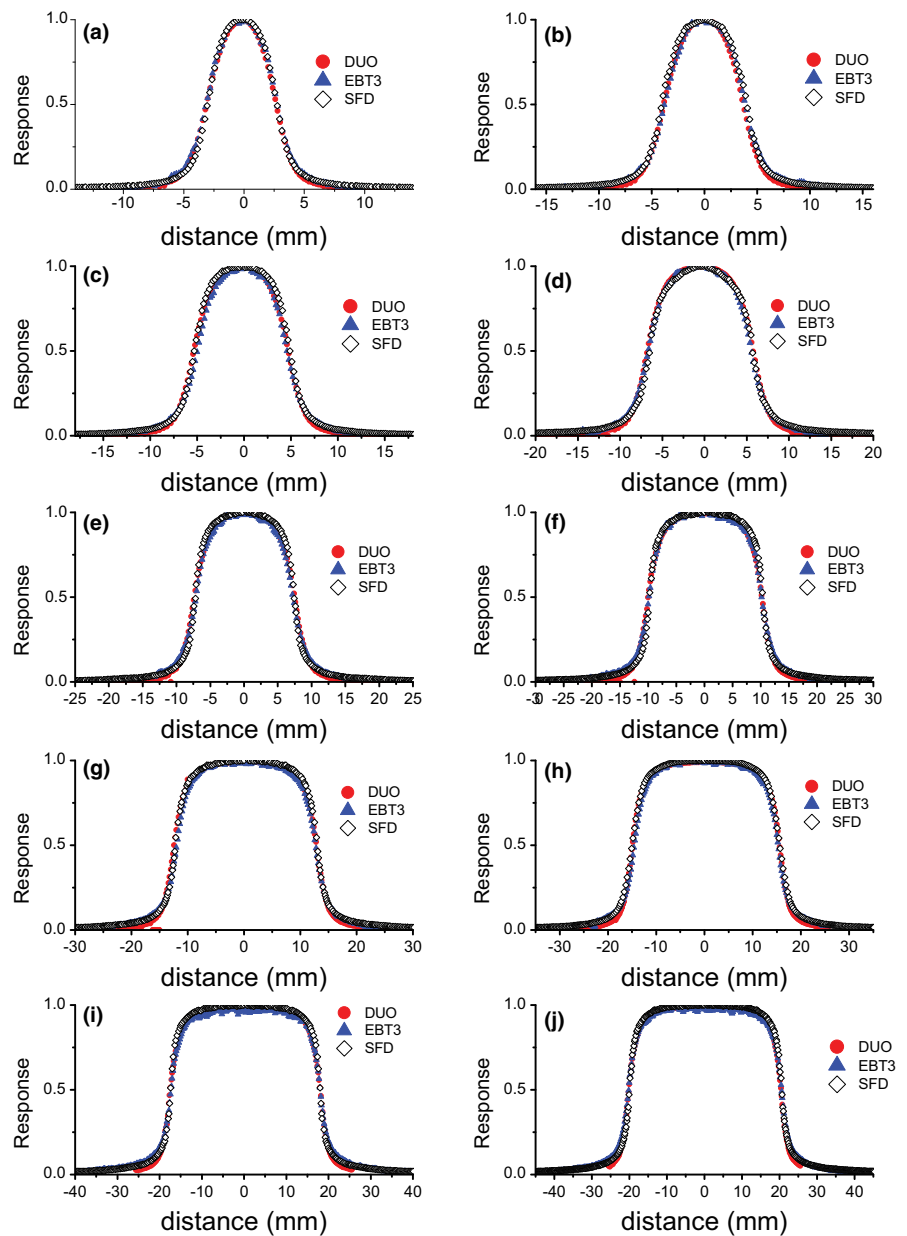 (a)
1.0
0.5
0.0
Response
DUO
EBT3
SFD
-10 -5 0 5 10
distance (mm)
(b)
1.0
0.5
0.0
Response
DUO
EBT3
SFD
-15 -10 -5 0 5 10 15
distance (mm)
(c)
1.0
0.5
0.0
Response
DUO
EBT3
SFD
-15 -10 -5 0 5 10 15
distance (mm)
(d)
1.0
0.5
0.0
Response
DUO
EBT3
SFD
-20 -15 -10 -5 0 5 10 15 20
distance (mm)
(e)
1.0
0.5
0.0
Response
DUO
EBT3
SFD
-25 -20 -15 -10 -5 0 5 10 15 20 25
distance (mm)
(f)
1.0
0.5
0.0
Response
DUO
EBT3
SFD
-30 -25 -20 -15 -10 -5 0 5 10 15 20 25 30
distance (mm)
(g)
1.0
0.5
0.0
Response
DUO
EBT3
SFD
-30 -20 -10 0 10 20 30
distance (mm)
(h)
1.0
0.5
0.0
Response
DUO
EBT3
SFD
-30 -20 -10 0 10 20 30
distance (mm)
(i)
1.0
0.5
0.0
Response
DUO
EBT3
SFD
-40 -30 -20 -10 0 10 20 30 40
distance (mm)
(j)
1.0
0.5
0.0
Response
DUO
EBT3
SFD
-40 -30 -20 -10 0 10 20 30 40
distance (mm)